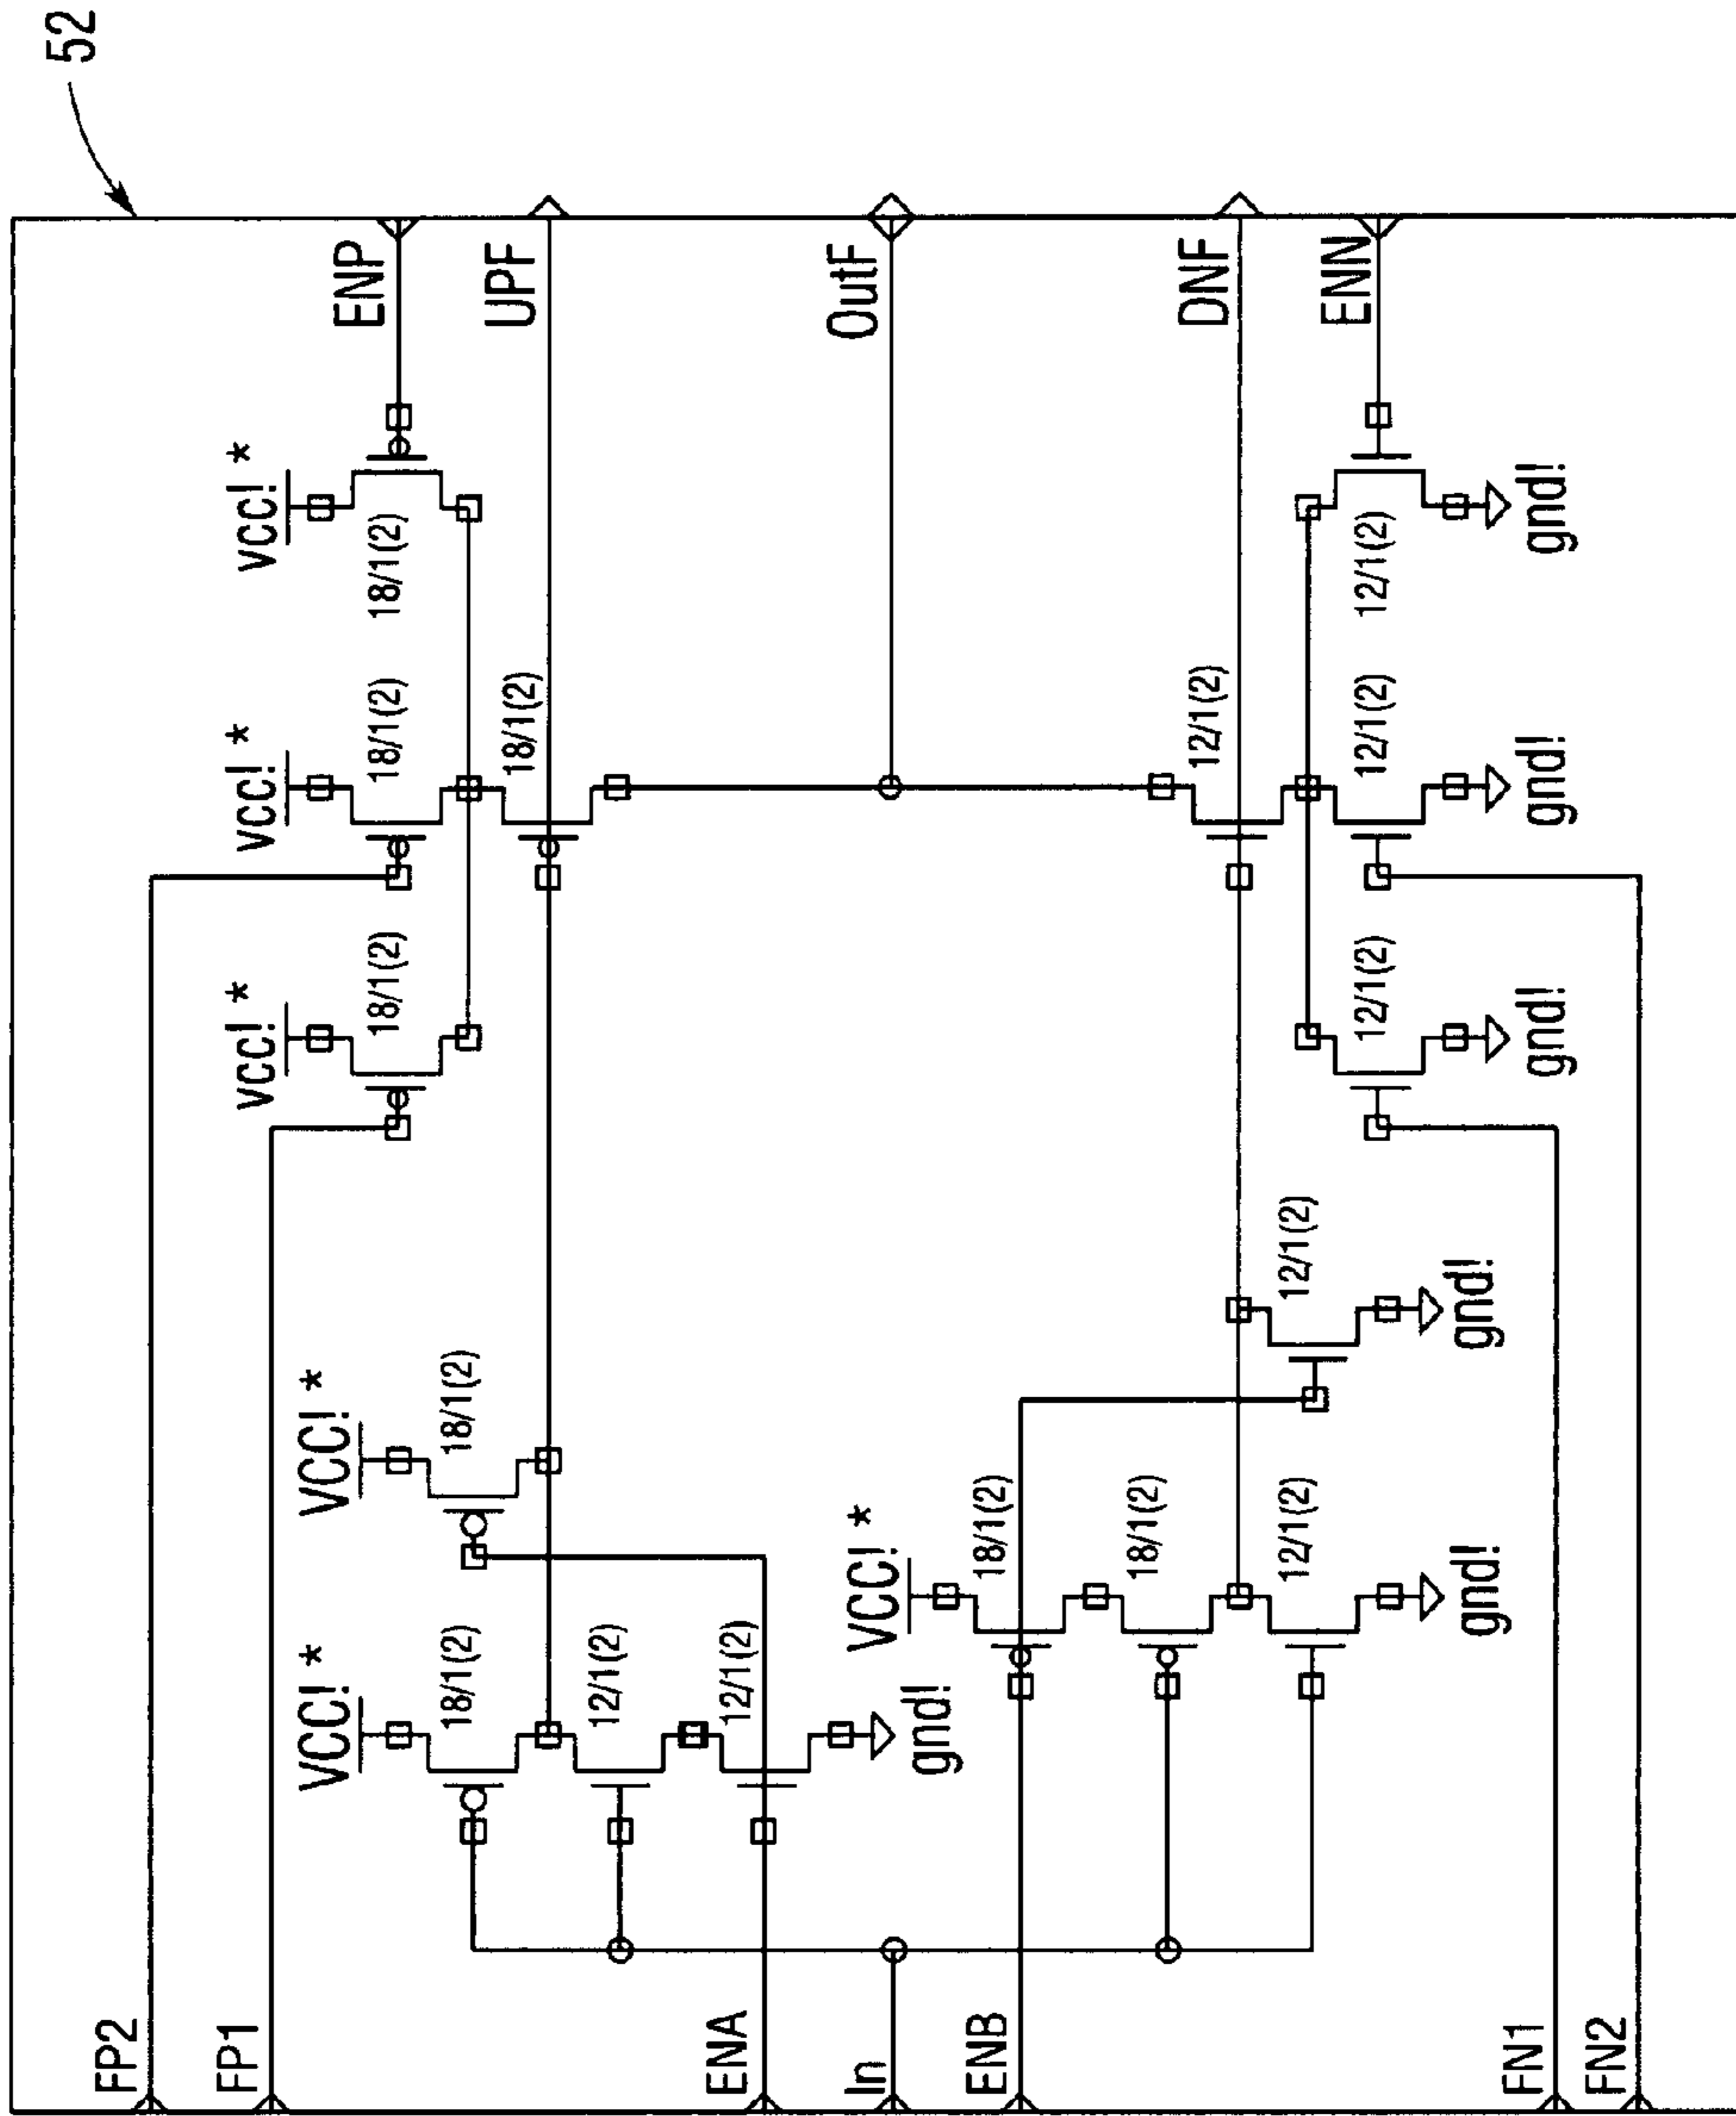 52
FP2
FP1
vcc! *
vcc! *
vcc! *
VCC! *
VCC! *
ENP
18/1(2)
18/1(2)
18/1(2)
18/1(2)
18/1(2)
18/1(2)
UPF
12/1(2)
ENA
12/1(2)
In
VCC! *
OutF
gnd!
ENB
18/1(2)
18/1(2)
12/1(2)
DNF
12/1(2)
12/1(2)
ENN
12/1(2)
12/1(2)
12/1(2)
gnd!
gnd!
FN1
gnd!
gnd!
gnd!
FN2